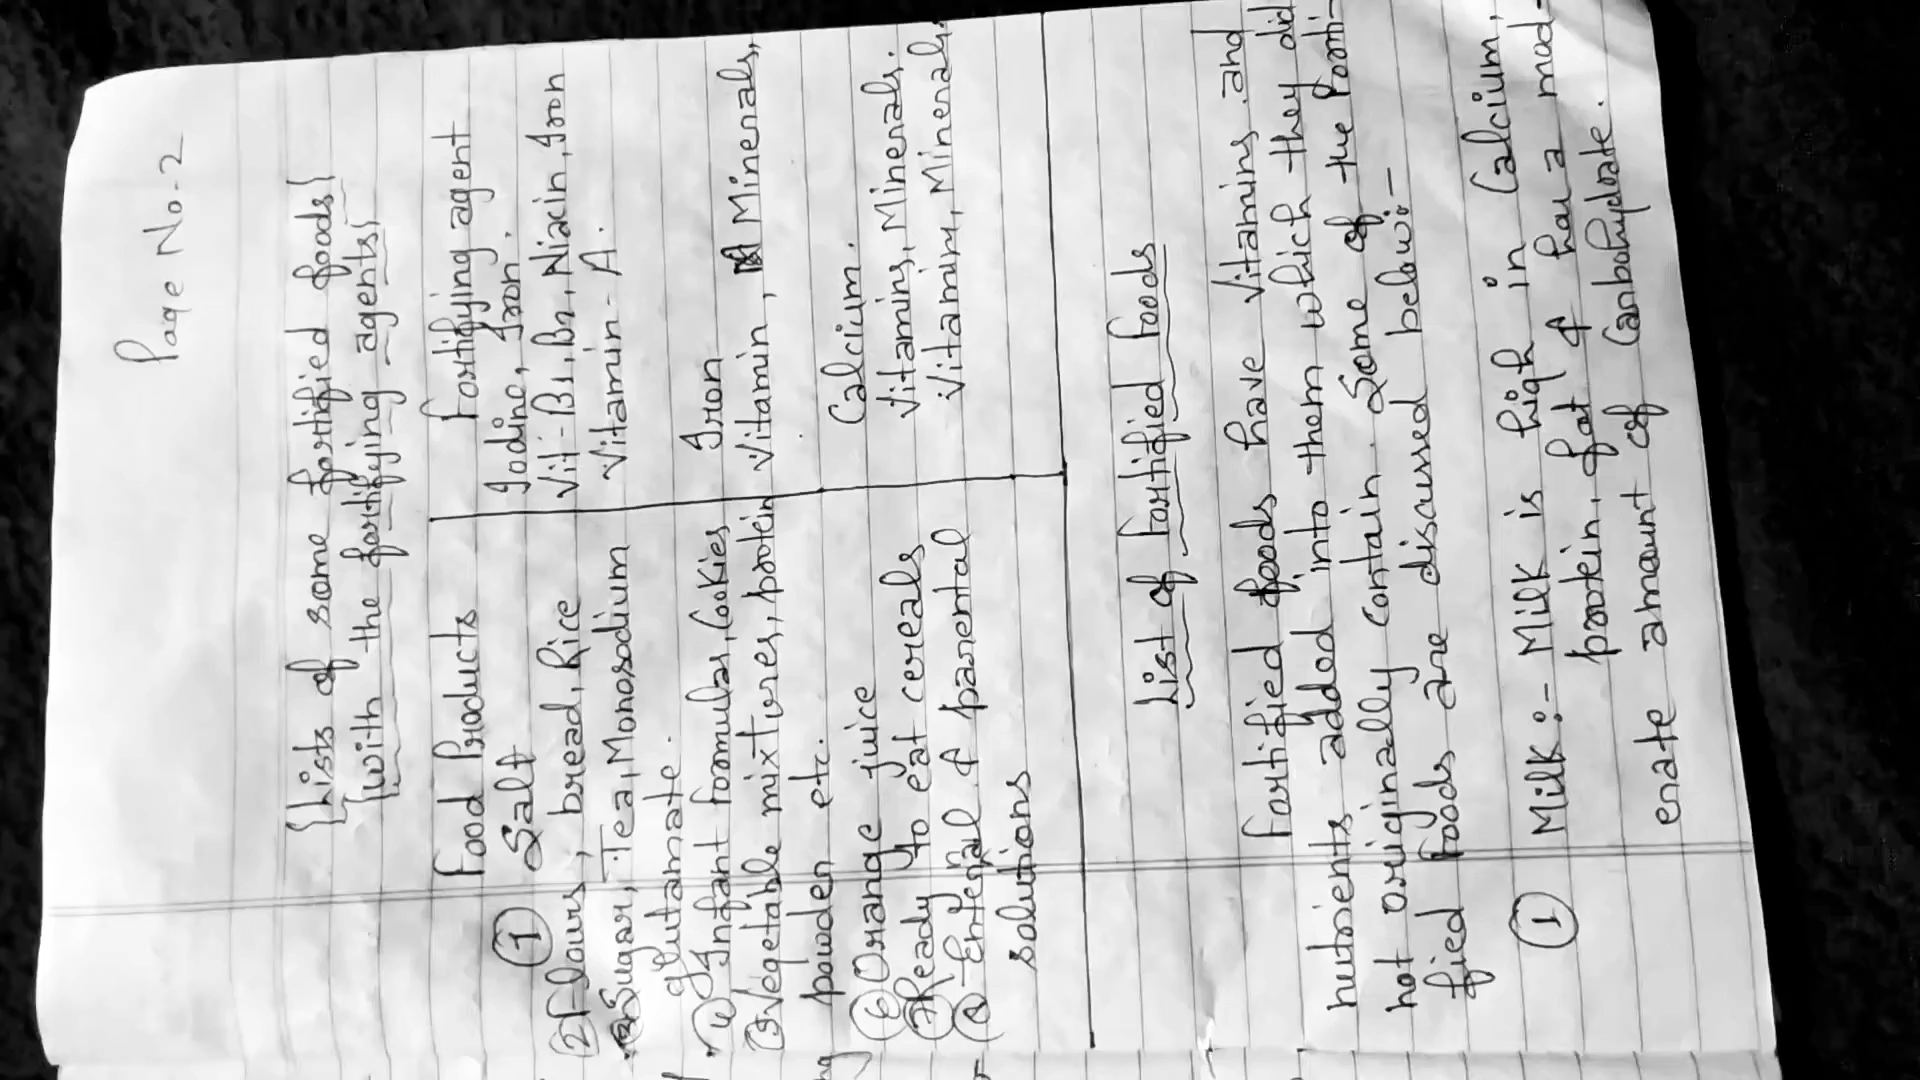 Page No-2
{Lists of some fortified foods}
{with the fortifying agents}
Food Products Fortifying agent
① Salt Iodine, Iron.
② Flours, bread, Rice Vit-B1, B2, Niacin, Iron
③ Sugar, Tea, Monosodium Vitamin-A.
glutamate.
④ Infant formulas, Cookies Iron
⑤ Vegetable mixtures, protein Vitamin, Minerals,
powder etc.
⑥ Orange juice Calcium.
⑦ Ready to eat cereals Vitamins, Minerals.
⑧ Enteral & parental Vitamin, Minerals
solutions
List of Fortified Foods
Fortified foods have vitamins and
nutrients added into them which they did
not originally contain. Some of the Forti-
fied foods are discussed below:-
① Milk:- Milk is high in Calcium,
protein, fat & has a mod-
erate amount of Carbohydrate.